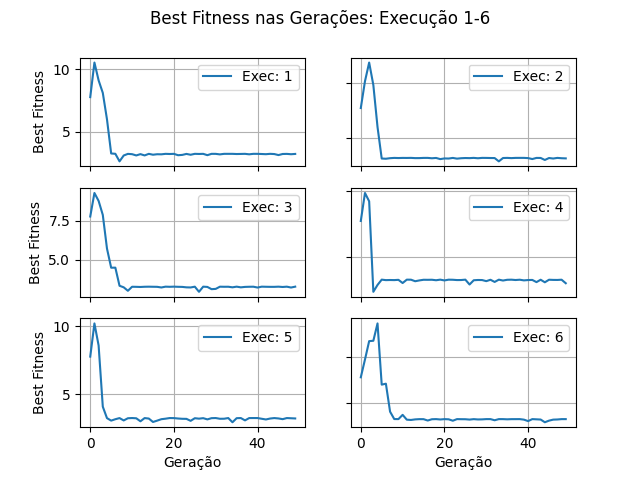 Best Fitness nas Gerações: Execução 1-6
10
5
Best Fitness
Exec: 1
Exec: 2
7.5
5.0
Best Fitness
Exec: 3
Exec: 4
10
5
Best Fitness
Exec: 5
Exec: 6
0 20 40
0 20 40
Geração
Geração